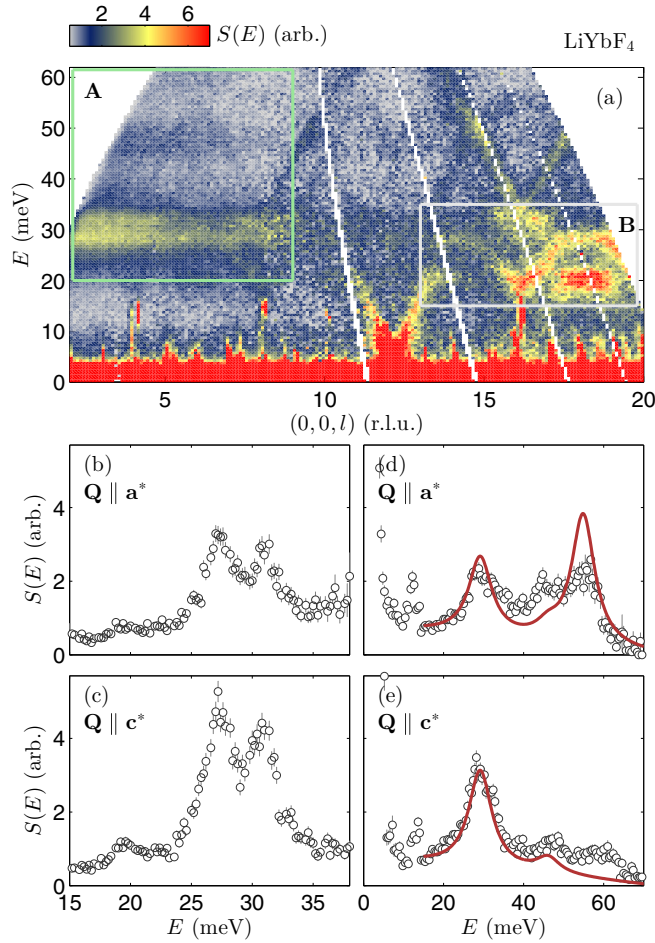 2 4 6 S(E) (arb.) LiYbF₄
A (a)
B
60
50
40
30
20
10
0
E (meV)
5 10 15 20
(0, 0, l) (r.l.u.)
(b)
Q ∥ a*
4
2
0
S(E) (arb.)
(d)
Q ∥ a*
(c)
Q ∥ c*
4
2
0
S(E) (arb.)
15 20 25 30 35
E (meV)
(e)
Q ∥ c*
0 20 40 60
E (meV)